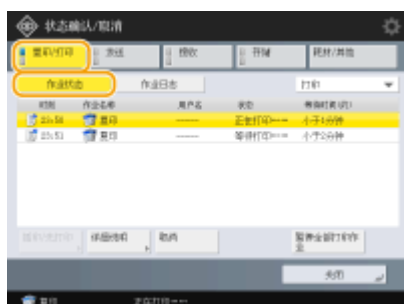 状态确认/取消
复印/打印 发送 接收 存储 耗材/其他
作业状态 作业日志 打印
时间 作业名称 用户名 状态 等待时间(约)
复印 ------ 正在打印 小于1分钟
复印 ------ 等待打印 小于2分钟
详细信息 取消 暂停全部打印作业
关闭
复印 正在打印